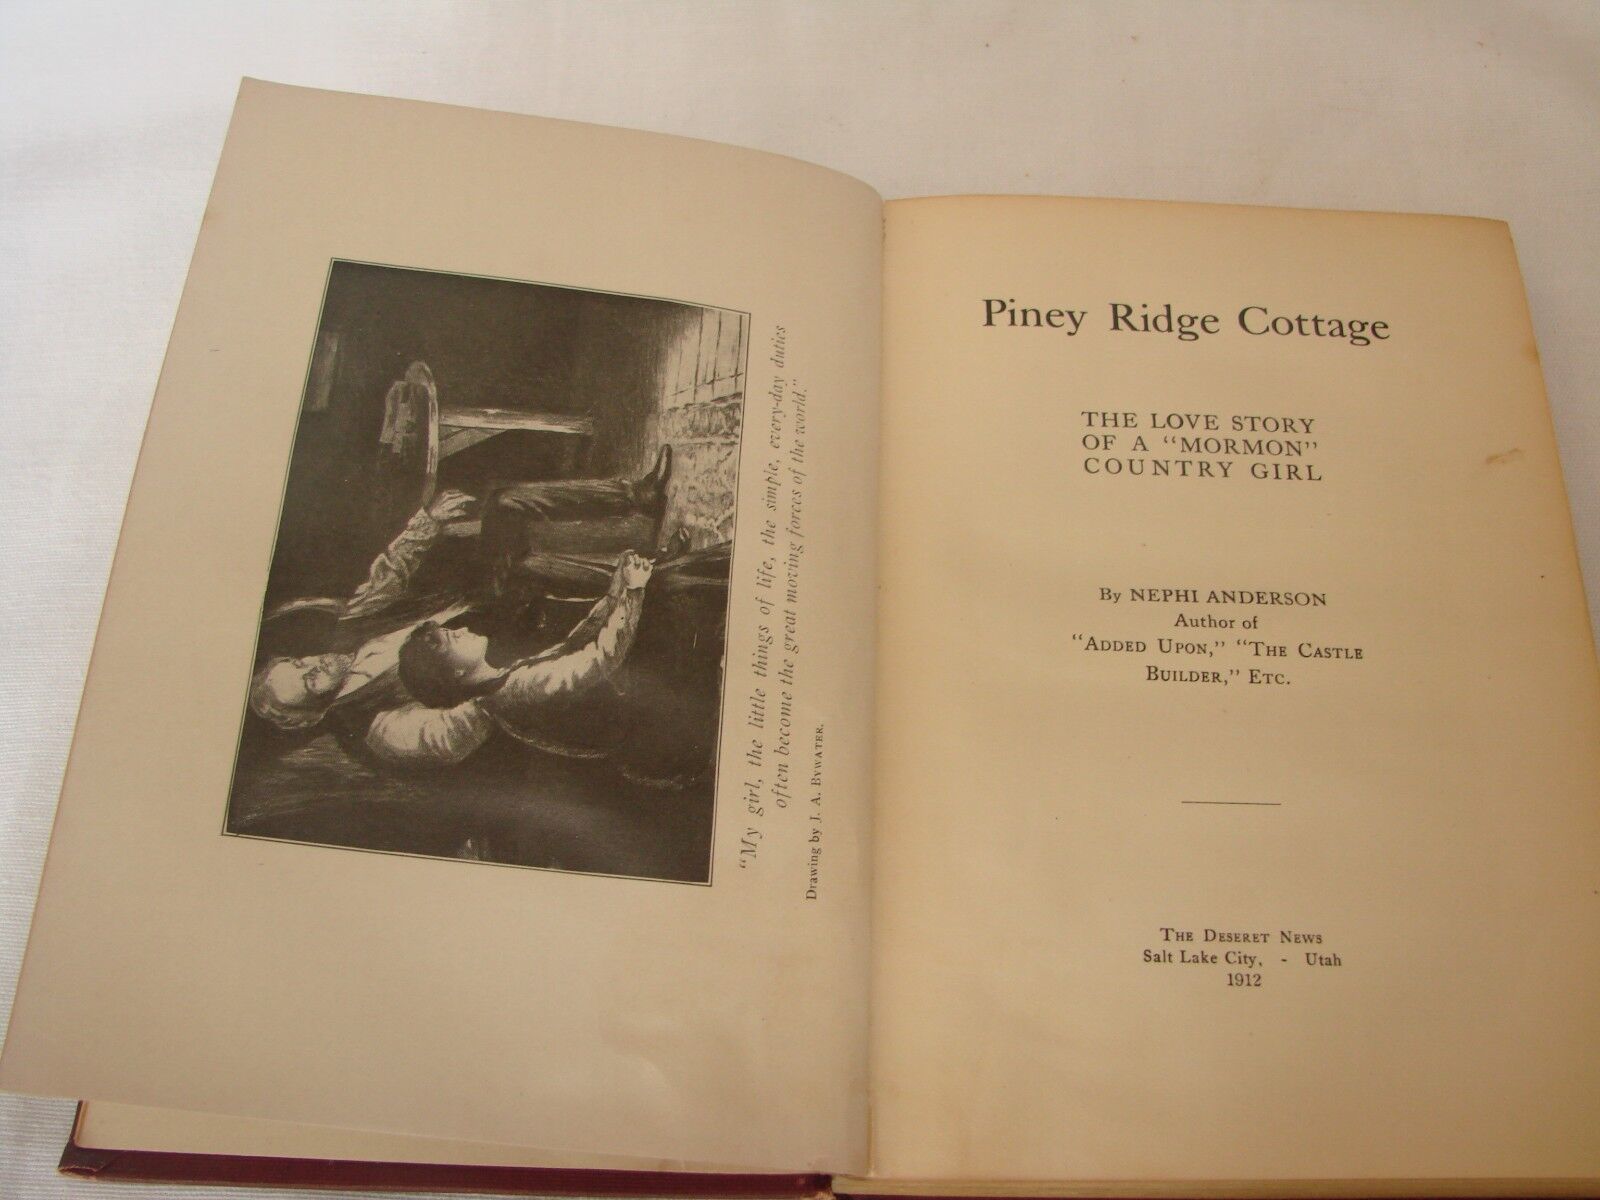 "My girl, the little things of life, the simple, every-day duties
often become the great moving forces of the world."
Drawing by J. A. Bywater.
Piney Ridge Cottage
THE LOVE STORY
OF A "MORMON"
COUNTRY GIRL
By NEPHI ANDERSON
Author of
"ADDED UPON," "THE CASTLE
BUILDER," ETC.
THE DESERET NEWS
Salt Lake City, - Utah
1912